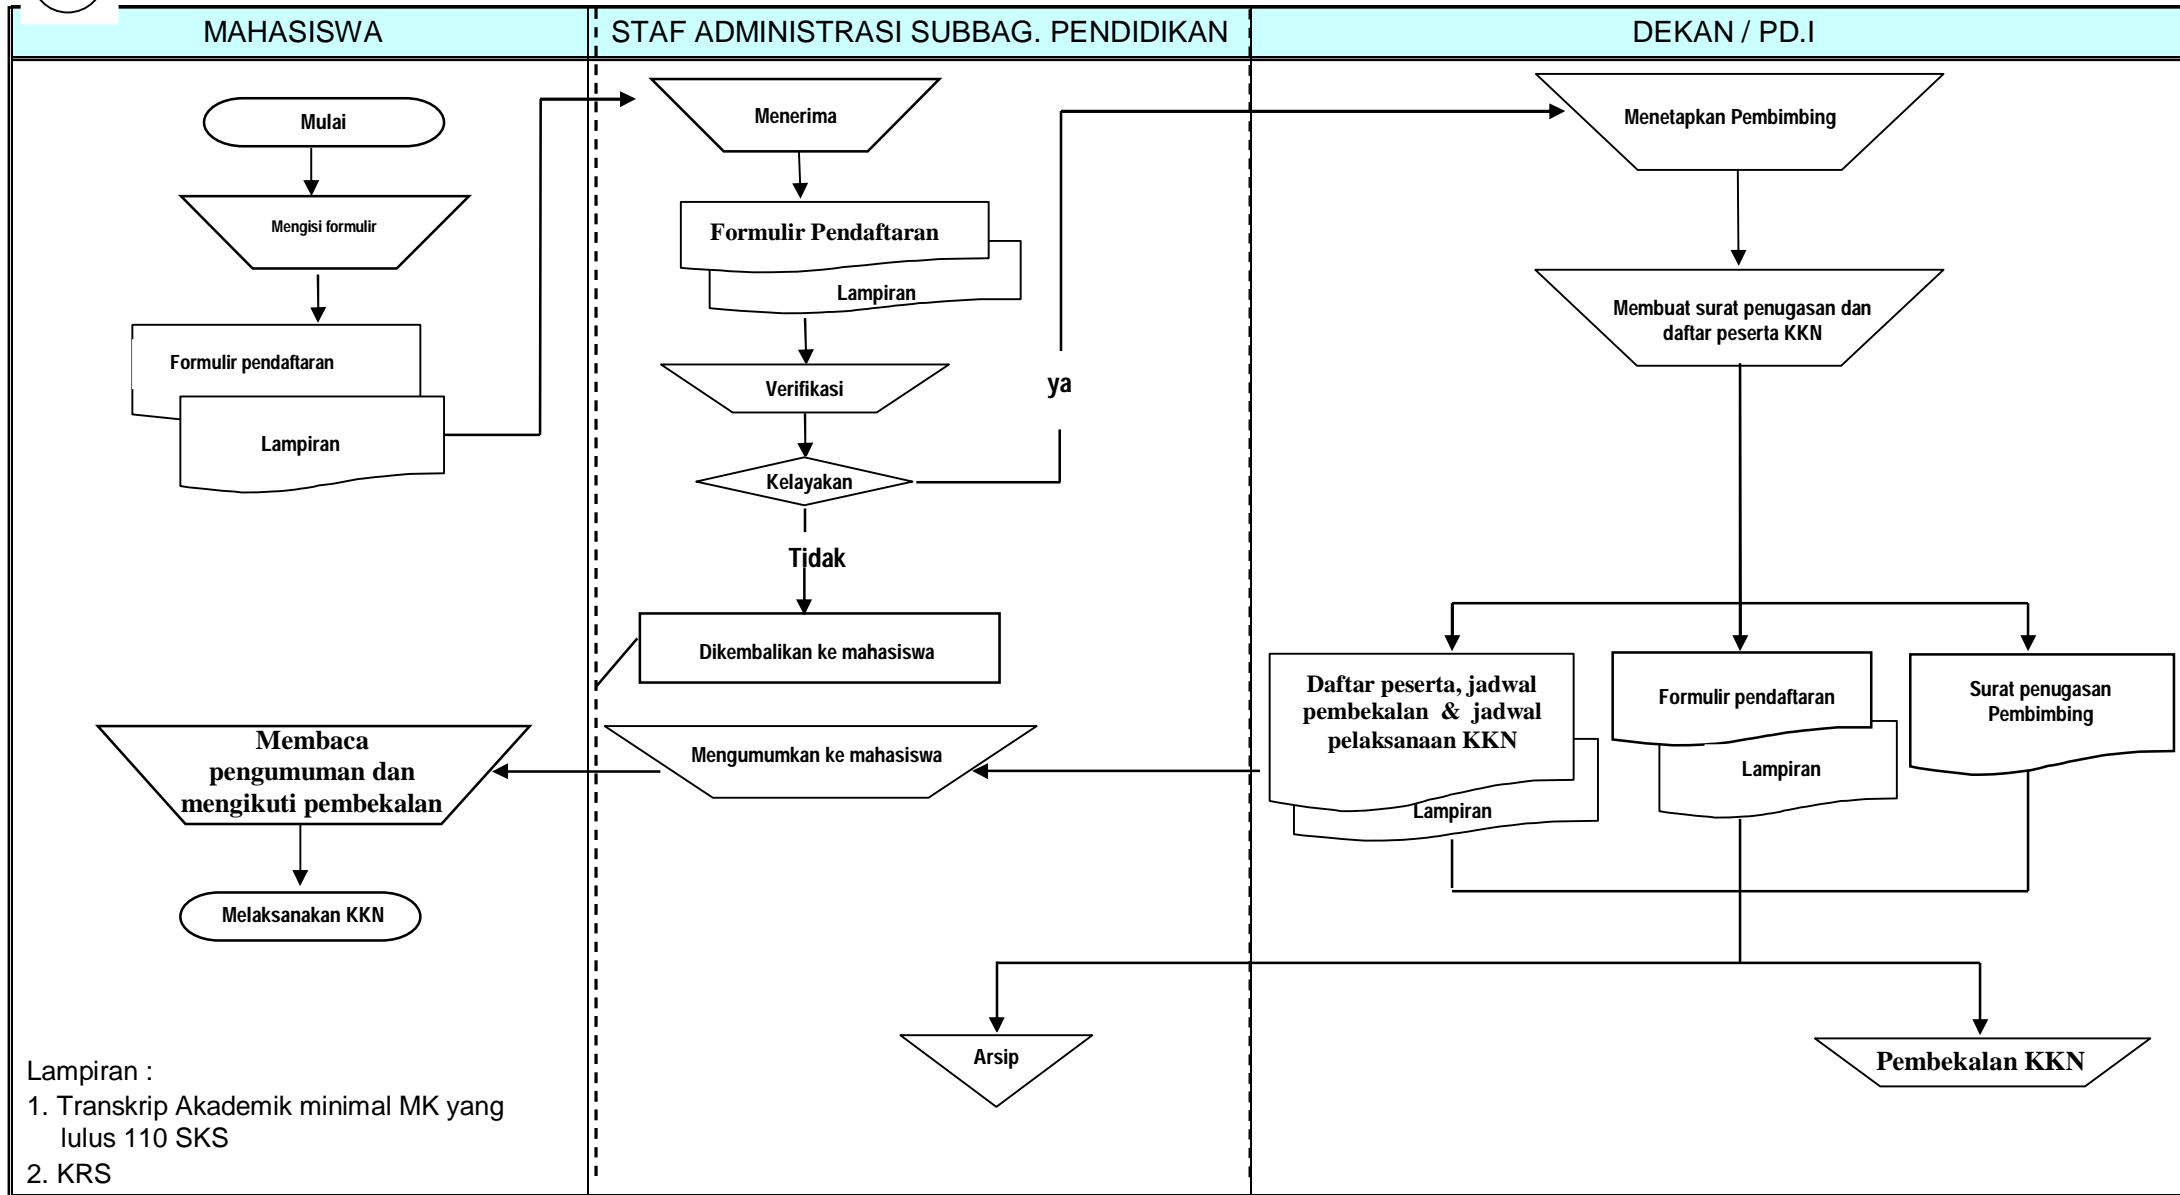 MAHASISWA
STAF ADMINISTRASI SUBBAG. PENDIDIKAN
DEKAN / PD.I
Mulai
Mengisi formulir
Formulir pendaftaran
Lampiran
Menerima
Formulir Pendaftaran
Lampiran
Verifikasi
Kelayakan
ya
Tidak
Dikembalikan ke mahasiswa
Menetapkan Pembimbing
Membuat surat penugasan dan
daftar peserta KKN
Daftar peserta, jadwal
pembekalan & jadwal
pelaksanaan KKN
Lampiran
Formulir pendaftaran
Lampiran
Surat penugasan
Pembimbing
Mengumumkan ke mahasiswa
Membaca
pengumuman dan
mengikuti pembekalan
Melaksanakan KKN
Arsip
Pembekalan KKN
Lampiran :
1. Transkrip Akademik minimal MK yang
lulus 110 SKS
2. KRS